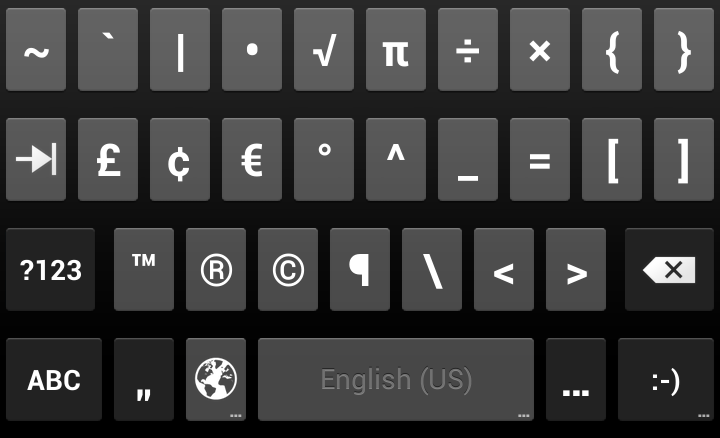 ~ ` | • √ π ÷ × { }
£ ¢ € ° ^ _ = [ ]
?123 ™ ® © ¶ \ < >
ABC „ English (US) ... :-)